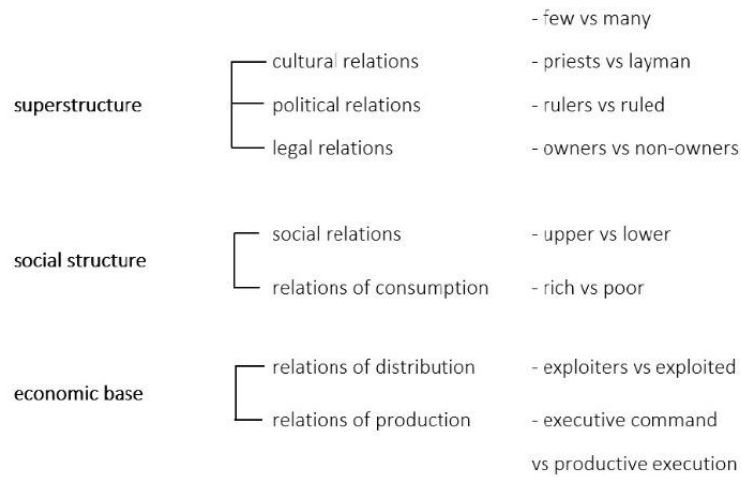 - few vs many
cultural relations - priests vs layman
superstructure political relations - rulers vs ruled
legal relations - owners vs non-owners
social relations - upper vs lower
social structure
relations of consumption - rich vs poor
relations of distribution - exploiters vs exploited
economic base
relations of production - executive command
vs productive execution